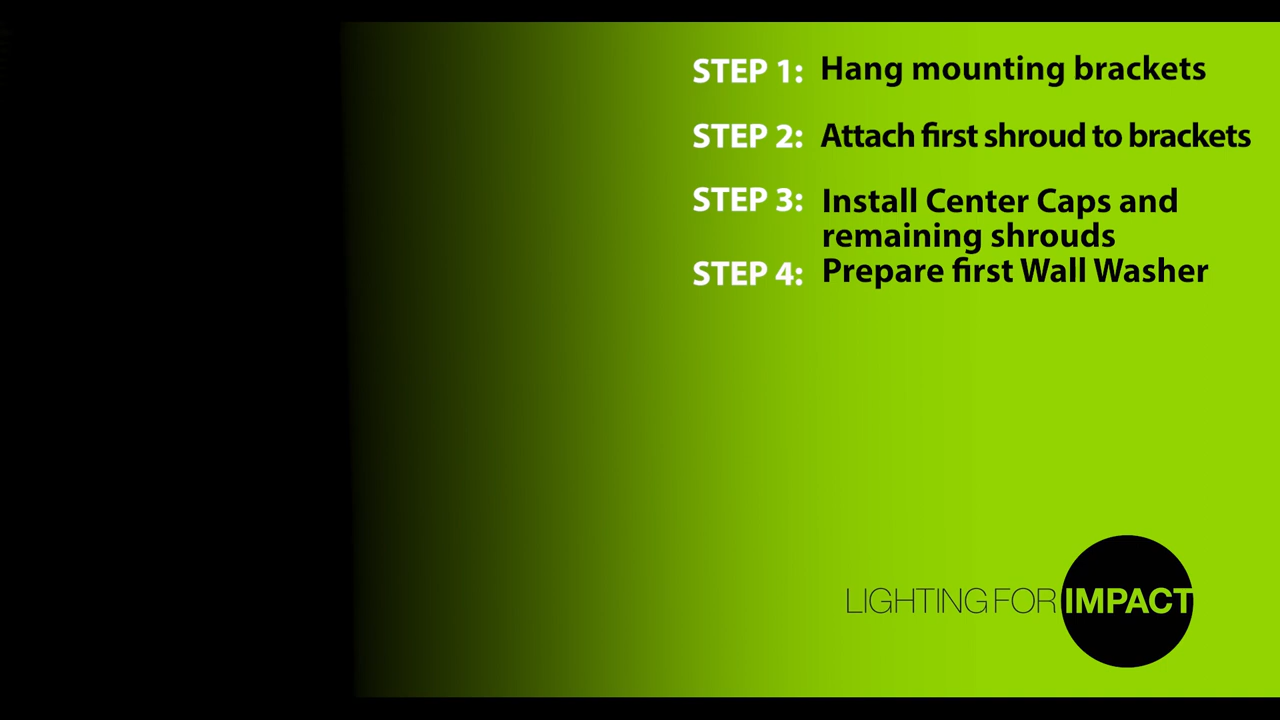 STEP 1: Hang mounting brackets
STEP 2: Attach first shroud to brackets
STEP 3: Install Center Caps and
remaining shrouds
STEP 4: Prepare first Wall Washer
LIGHTING FOR IMPACT